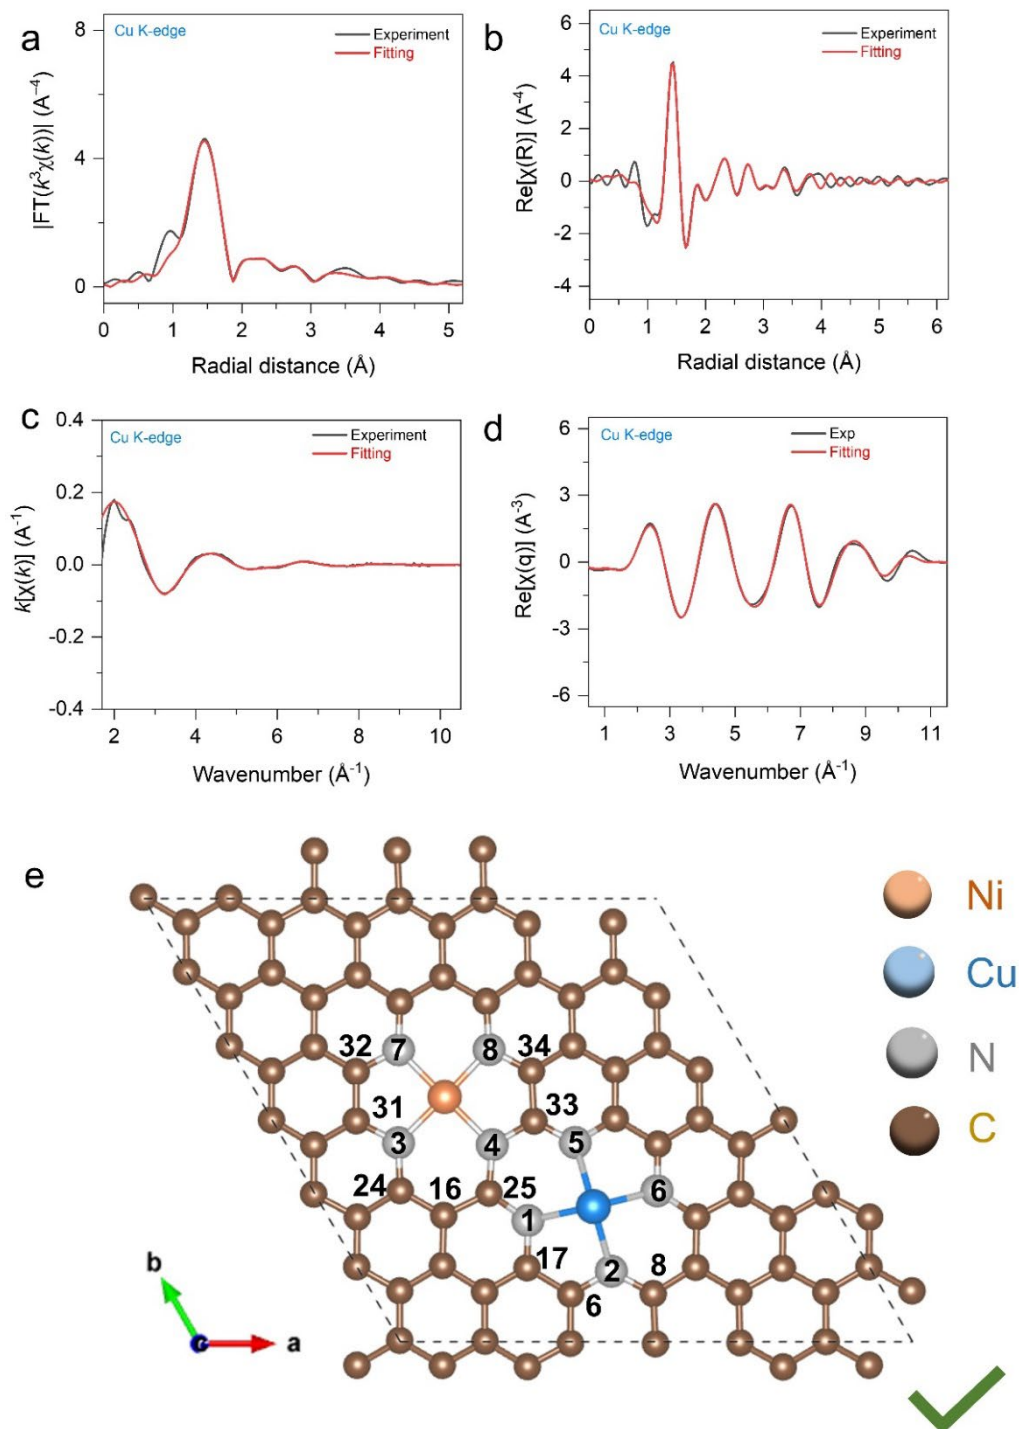 a
Cu K-edge
Experiment
Fitting
8
4
0
|FT(k³χ(k))| (A⁻⁴)
0 1 2 3 4 5
Radial distance (Å)
b
Cu K-edge
Experiment
Fitting
6
4
2
0
-2
-4
Re[χ(R)] (A⁻⁴)
0 1 2 3 4 5 6
Radial distance (Å)
c
Cu K-edge
Experiment
Fitting
0.4
0.2
0.0
-0.2
-0.4
k[χ(k)] (A⁻¹)
2 4 6 8 10
Wavenumber (Å⁻¹)
d
Cu K-edge
Exp
Fitting
6
3
0
-3
-6
Re[χ(q)] (A⁻³)
1 3 5 7 9 11
Wavenumber (Å⁻¹)
e
32 7 8 34
31 33
3 4 5
24 16 25 6
1
17 2 8
6
b
c a
Ni
Cu
N
C